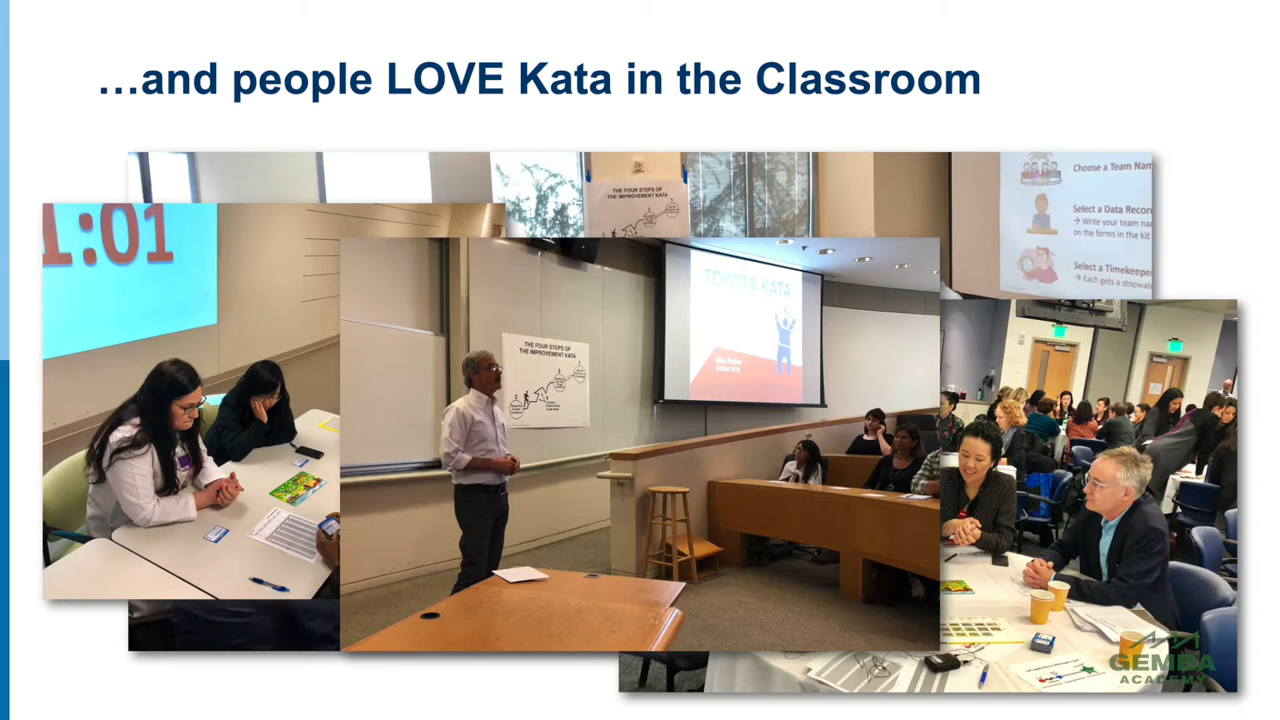 …and people LOVE Kata in the Classroom
THE FOUR STEPS OF
THE IMPROVEMENT KATA
Choose a Team Nam
Select a Data Record
→ Write your team na
on the forms in the kit
Select a Timekeeper
→ Each gets a stopwat
1:01
TOYOTA KATA
THE FOUR STEPS OF
THE IMPROVEMENT KATA
GEMBA
ACADEMY